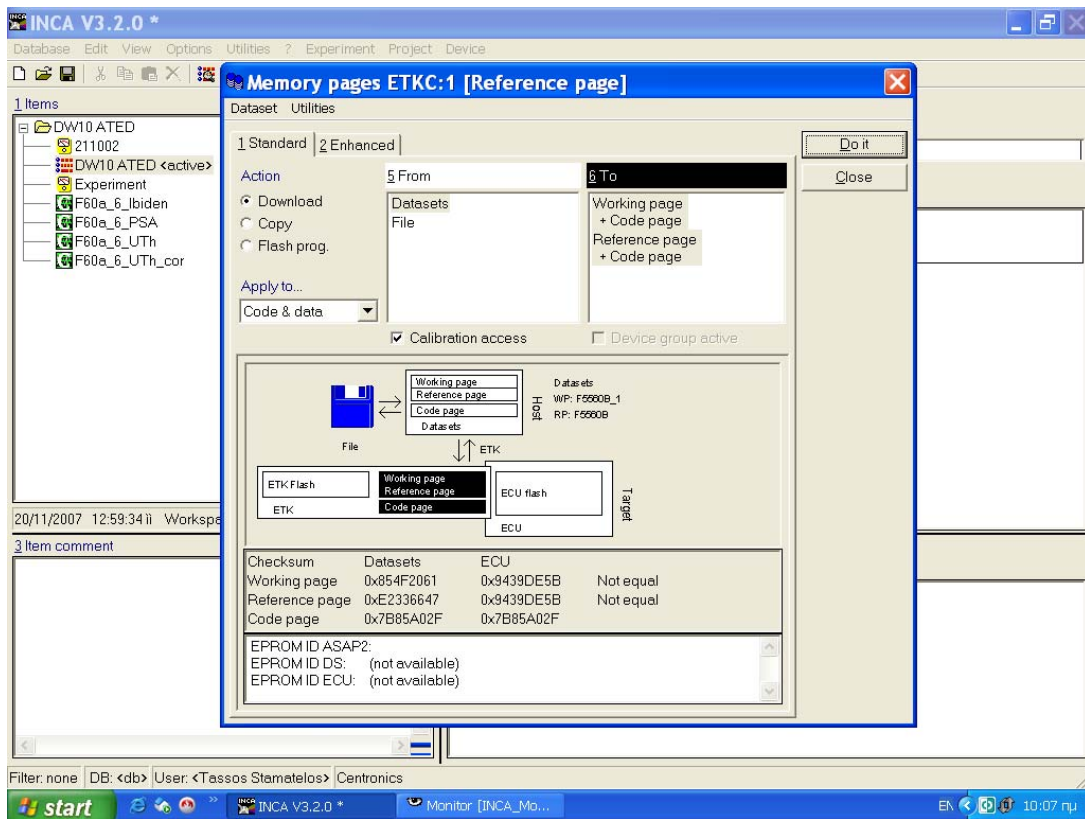 INCA V3.2.0 *
Database Edit View Options Utilities ? Experiment Project Device
1 Items
DW10 ATED
211002
DW10 ATED <active>
Experiment
F60a_6_Ibiden
F60a_6_PSA
F60a_6_UTh
F60a_6_UTh_cor
20/11/2007 12:59:34 ìì Workspa
3 Item comment
Memory pages ETKC:1 [Reference page]
Dataset Utilities
1 Standard 2 Enhanced
Do it
Close
Action 5 From 6 To
Download
Copy
Flash prog.
Datasets
File
Working page
+ Code page
Reference page
+ Code page
Apply to...
Code & data
Calibration access Device group active
Working page
Reference page
Code page
Datasets
Host
Datasets
WP: F5560B_1
RP: F5560B
File
ETK
ETK Flash
ETK
Working page
Reference page
Code page
ECU flash
ECU
Target
Checksum Datasets ECU
Working page 0x854F2061 0x9439DE5B Not equal
Reference page 0xE2336647 0x9439DE5B Not equal
Code page 0x7B85A02F 0x7B85A02F
EPROM ID ASAP2:
EPROM ID DS: (not available)
EPROM ID ECU: (not available)
Filter: none DB: <db> User: <Tassos Stamatelos> Centronics
start INCA V3.2.0 * Monitor [INCA_Mo... EN 10:07 πμ